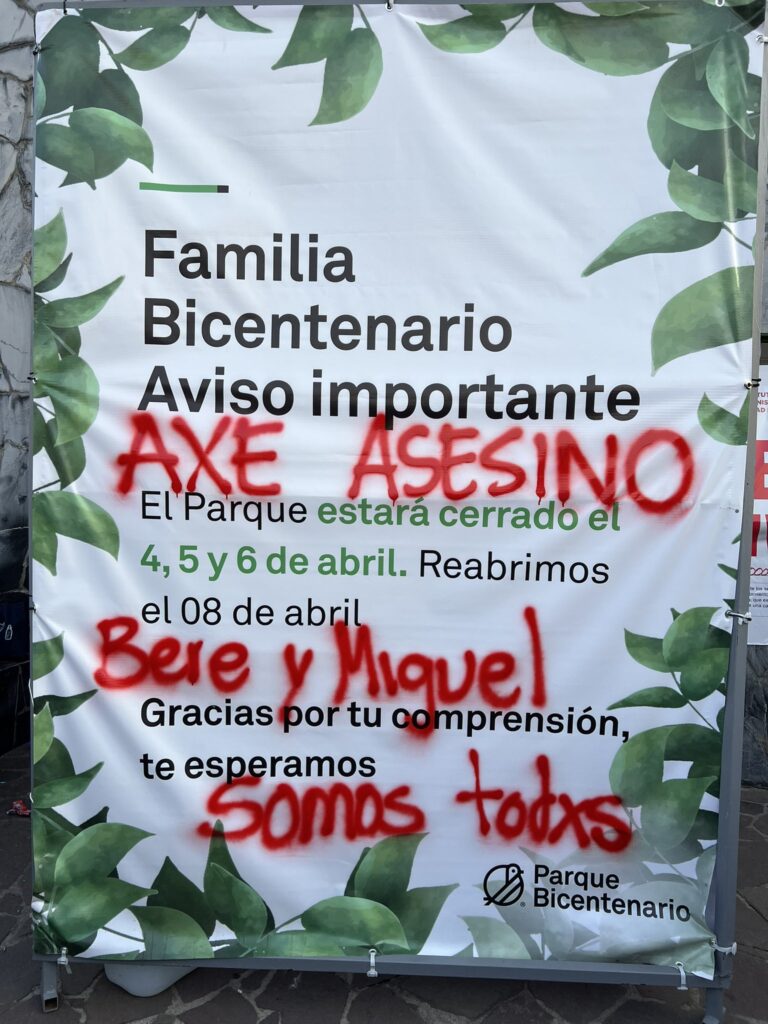 Familia
Bicentenario
Aviso importante
AXE ASESINO
El Parque estará cerrado el
4, 5 y 6 de abril. Reabrimos
el 08 de abril
Bere y Miguel
Gracias por tu comprensión,
te esperamos
Somos todxs
Parque
Bicentenario